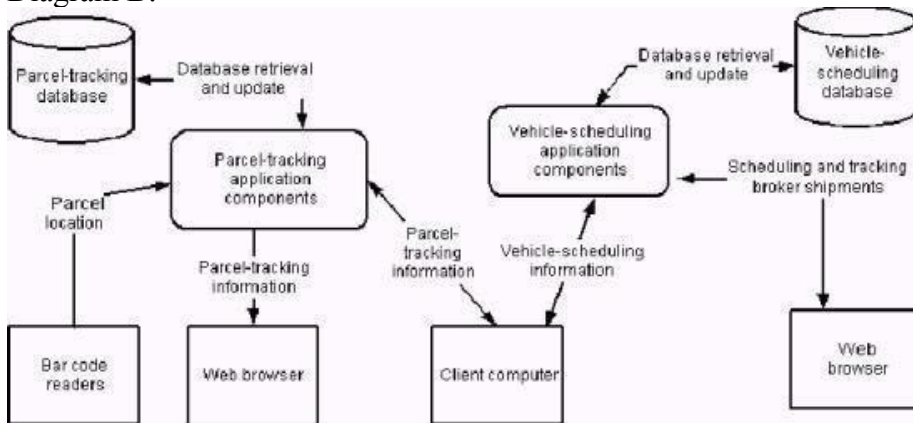 Diagram B:
Parcel-tracking
database
Database retrieval
and update
Database retrieval
and update
Vehicle-
scheduling
database
Parcel-tracking
application
components
Vehicle-scheduling
application
components
Scheduling and tracking
broker shipments
Parcel
location
Parcel-tracking
information
Parcel-
tracking
information
Vehicle-scheduling
information
Bar code
readers
Web browser
Client computer
Web
browser